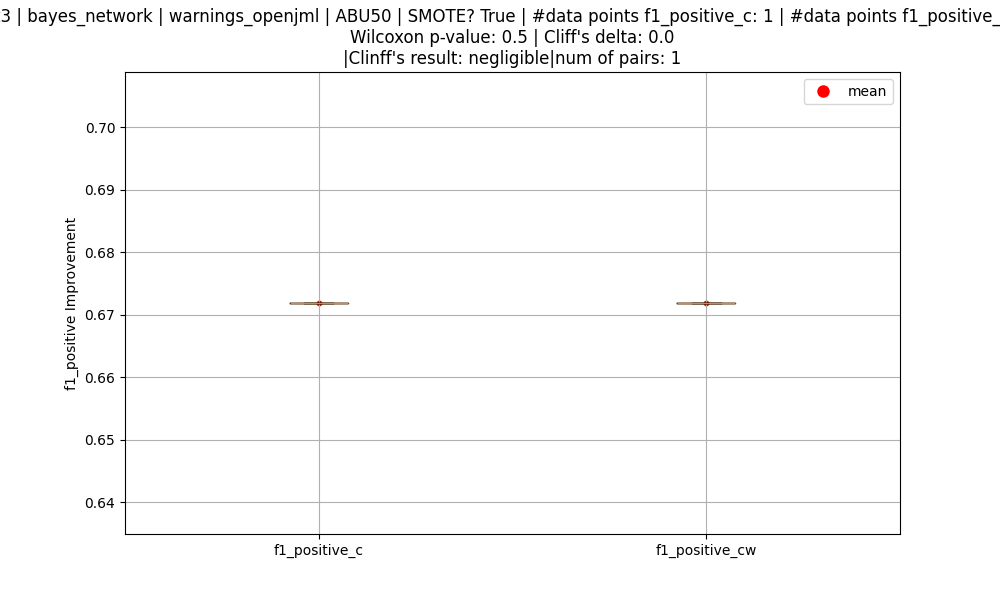 3 | bayes_network | warnings_openjml | ABU50 | SMOTE? True | #data points f1_positive_c: 1 | #data points f1_positive_
Wilcoxon p-value: 0.5 | Cliff's delta: 0.0
|Clinff's result: negligible|num of pairs: 1
mean
0.70
0.69
0.68
0.67
0.66
0.65
0.64
f1_positive Improvement
f1_positive_c
f1_positive_cw